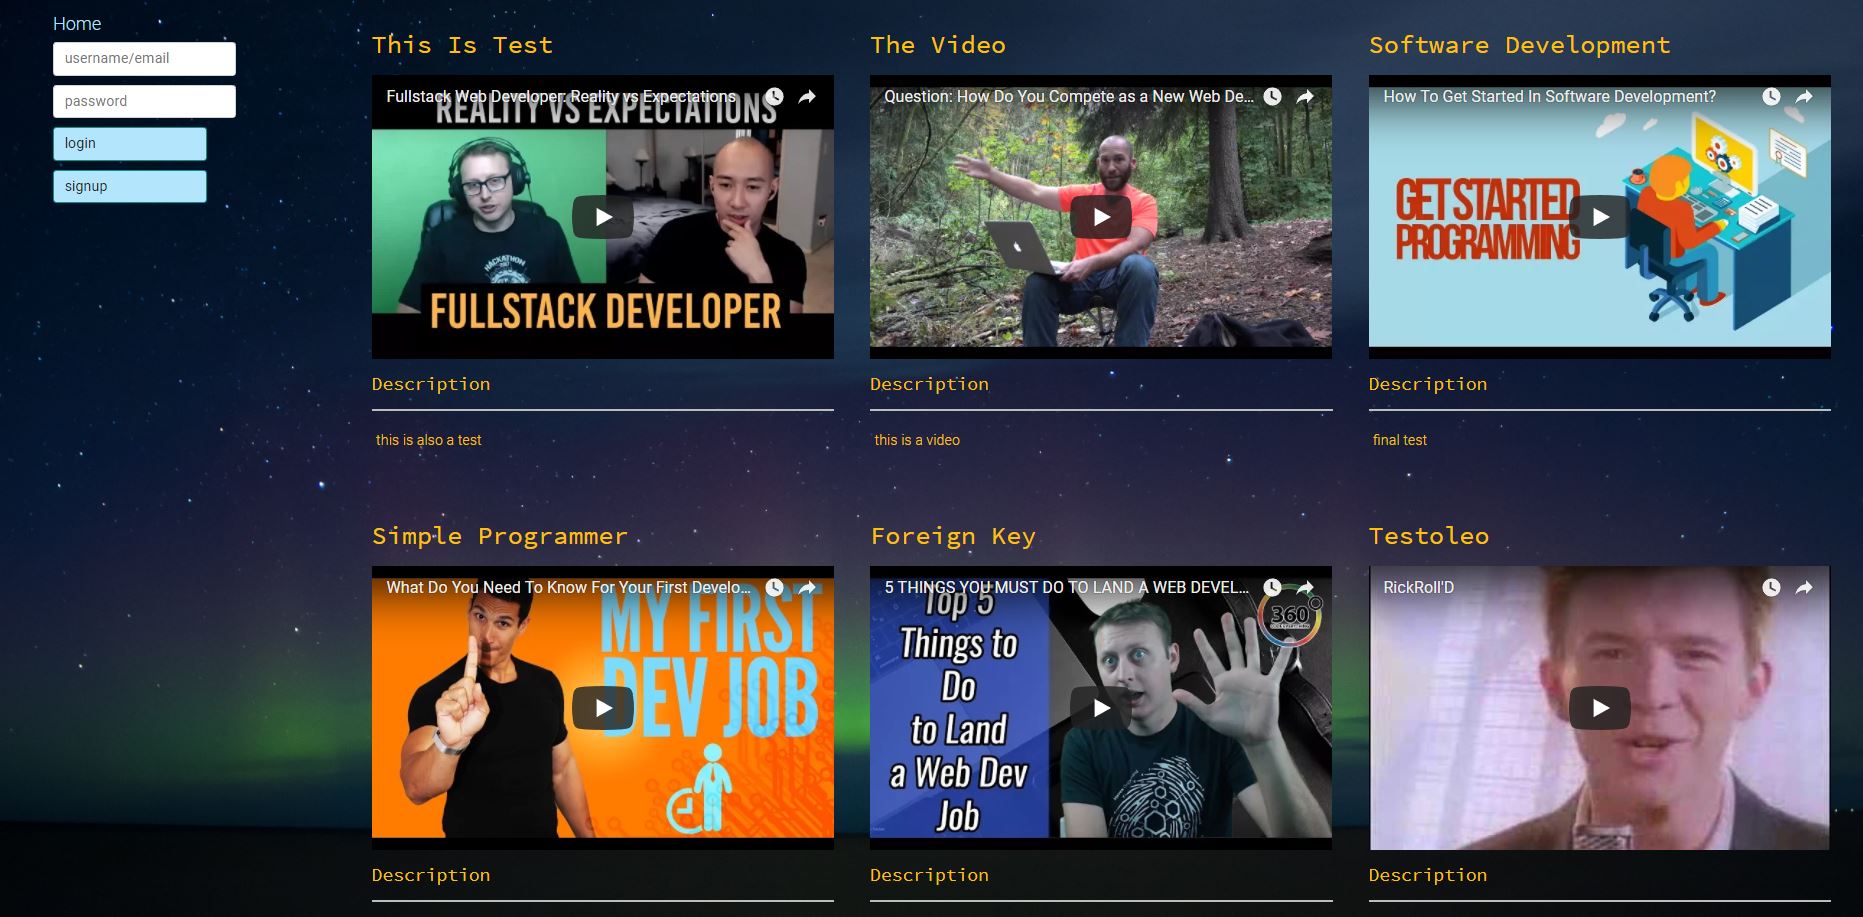 Home
username/email
password
login
signup
This Is Test
Fullstack Web Developer: Reality vs Expectations
REALITY VS EXPECTATIONS
HACKATHON
FULLSTACK DEVELOPER
Description
this is also a test
The Video
Question: How Do You Compete as a New Web De...
Description
this is a video
Software Development
How To Get Started In Software Development?
GET STARTED
PROGRAMMING
Description
final test
Simple Programmer
What Do You Need To Know For Your First Develo...
MY FIRST
DEV JOB
Description
Foreign Key
5 THINGS YOU MUST DO TO LAND A WEB DEVEL...
Top 5
Things to
Do
to Land
a Web Dev
Job
360
Description
Testoleo
RickRoll'D
Description